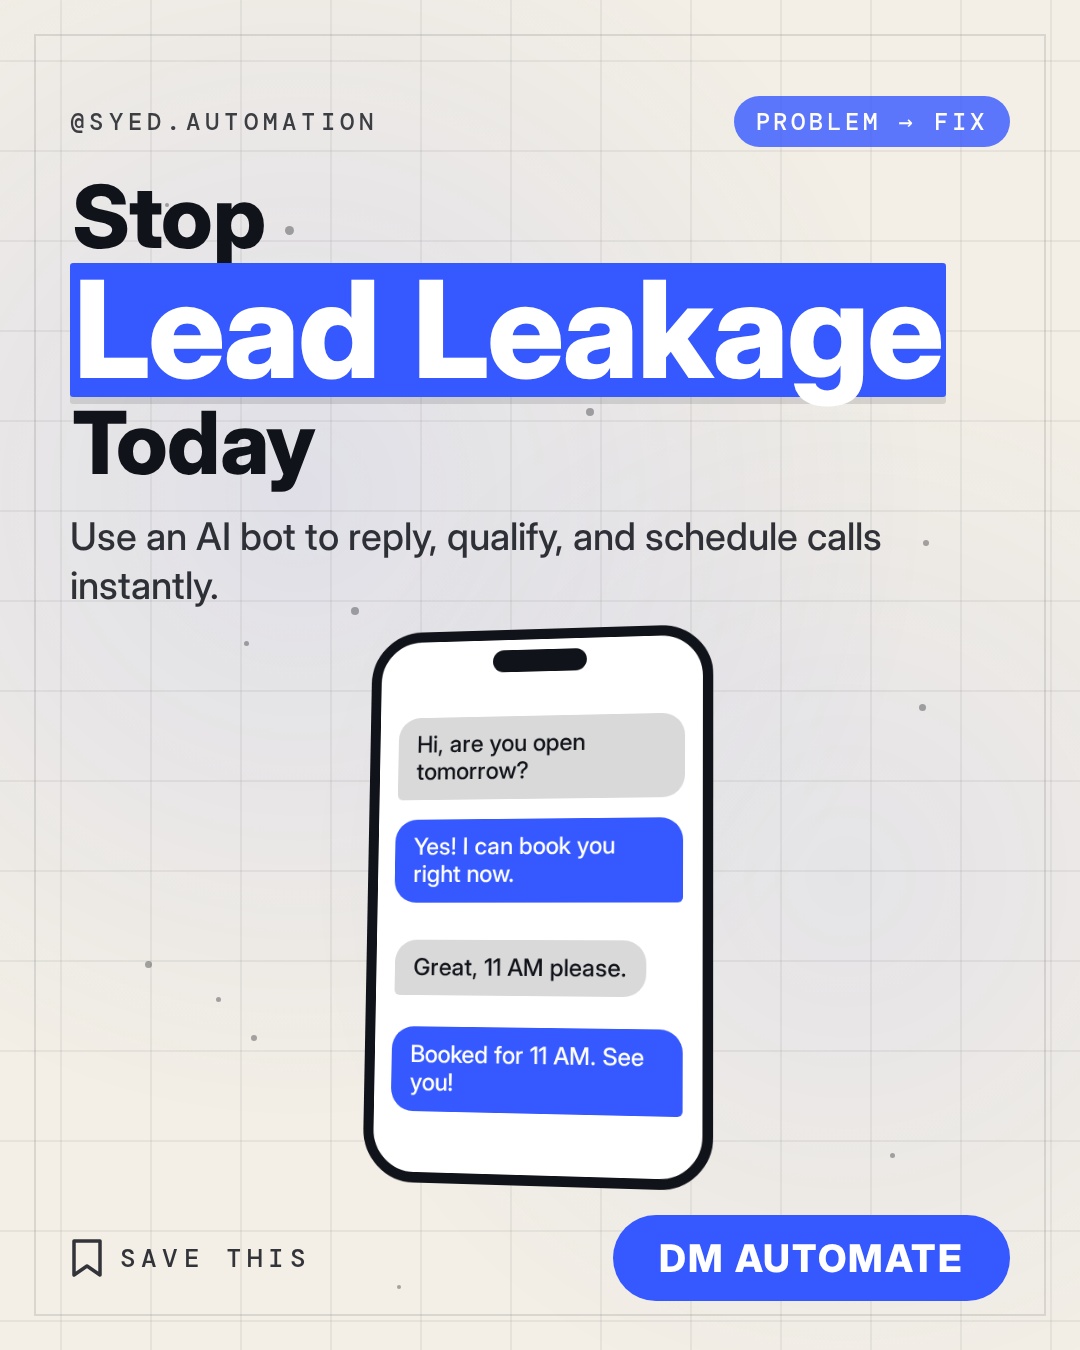 @SYED.AUTOMATION
PROBLEM → FIX
Stop
Lead Leakage
Today
Use an AI bot to reply, qualify, and schedule calls
instantly.
Hi, are you open
tomorrow?
Yes! I can book you
right now.
Great, 11 AM please.
Booked for 11 AM. See
you!
SAVE THIS
DM AUTOMATE